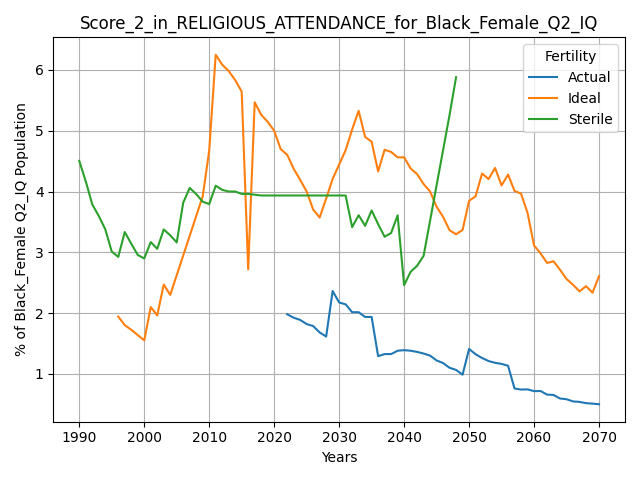 Score_2_in_RELIGIOUS_ATTENDANCE_for_Black_Female_Q2_IQ
Fertility
Actual
Ideal
Sterile
% of Black_Female Q2_IQ Population
6
5
4
3
2
1
1990 2000 2010 2020 2030 2040 2050 2060 2070
Years